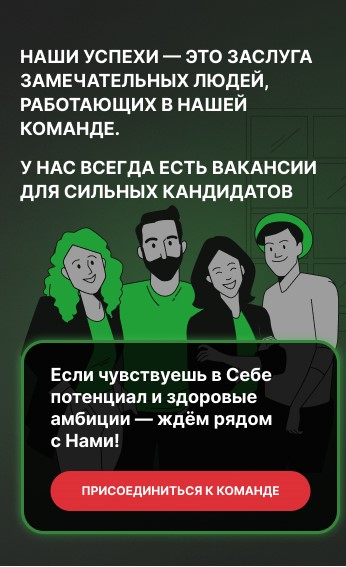 НАШИ УСПЕХИ — ЭТО ЗАСЛУГА
ЗАМЕЧАТЕЛЬНЫХ ЛЮДЕЙ,
РАБОТАЮЩИХ В НАШЕЙ
КОМАНДЕ.
У НАС ВСЕГДА ЕСТЬ ВАКАНСИИ
ДЛЯ СИЛЬНЫХ КАНДИДАТОВ
Если чувствуешь в Себе
потенциал и здоровые
амбиции — ждём рядом
с Нами!
ПРИСОЕДИНИТЬСЯ К КОМАНДЕ